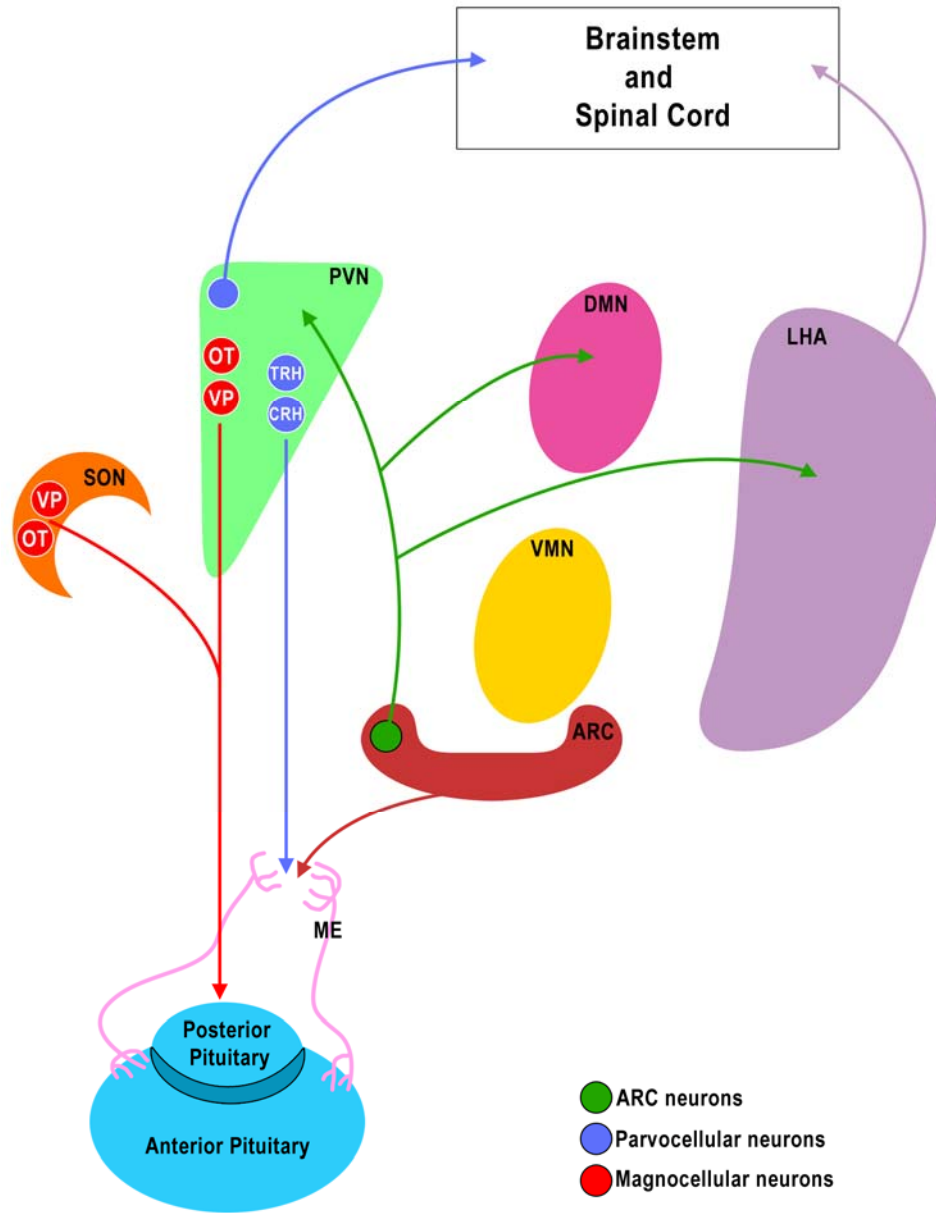 Brainstem
and
Spinal Cord
PVN
DMN
LHA
OT
TRH
VP
CRH
SON
VP
OT
VMN
ARC
ME
Posterior
Pituitary
Anterior Pituitary
ARC neurons
Parvocellular neurons
Magnocellular neurons